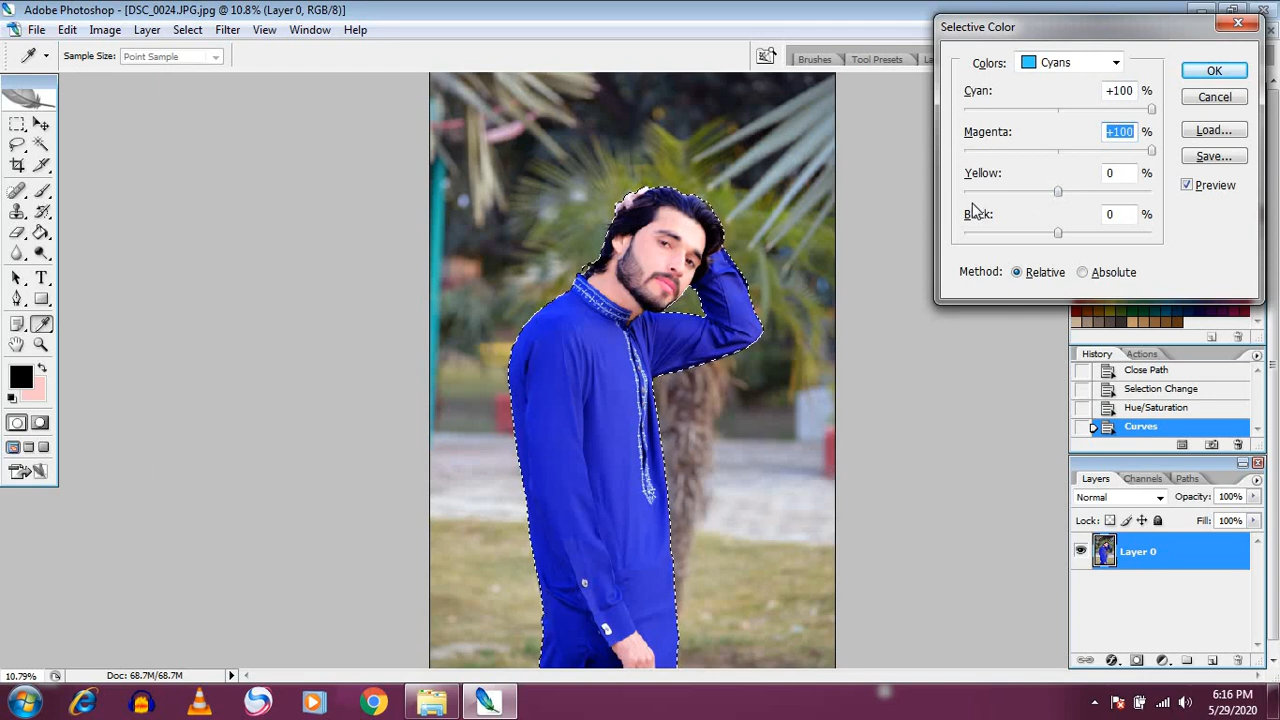 Adobe Photoshop - [DSC_0024.JPG.jpg @ 10.8% (Layer 0, RGB/8)]
File Edit Image Layer Select Filter View Window Help
Sample Size: Point Sample
Brushes Tool Presets
Selective Color
Colors: Cyans
OK
Cyan: +100 %
Cancel
Magenta: +100 %
Load...
Save...
Yellow: 0 %
Preview
0 %
Method: Relative Absolute
History Actions
Close Path
Selection Change
Hue/Saturation
Curves
Layers Channels Paths
Normal Opacity: 100%
Lock: Fill: 100%
Layer 0
10.79% Doc: 68.7M/68.7M
6:16 PM
5/29/2020